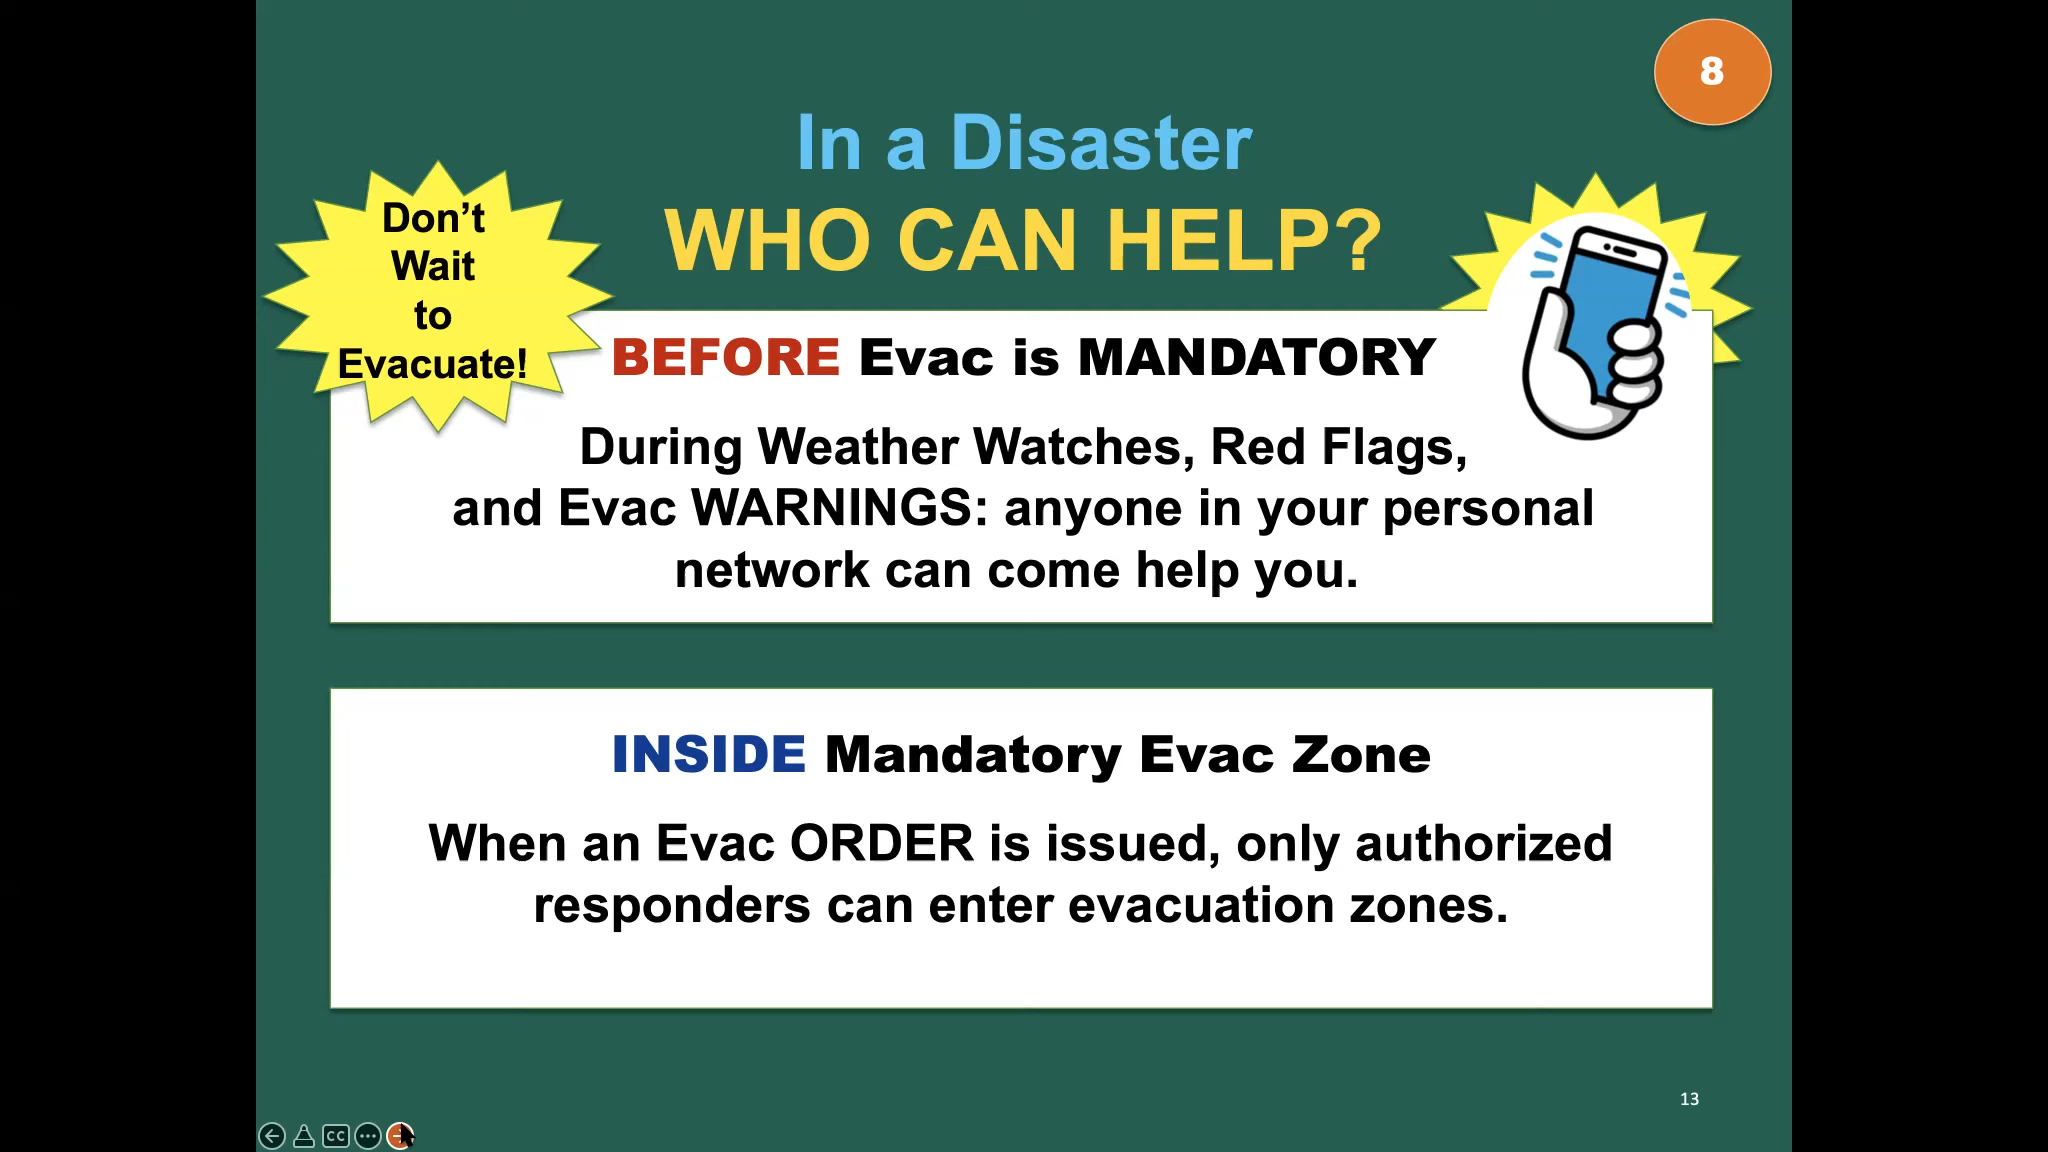 8
In a Disaster
WHO CAN HELP?
Don’t
Wait
to
Evacuate!
BEFORE Evac is MANDATORY
During Weather Watches, Red Flags,
and Evac WARNINGS: anyone in your personal
network can come help you.
INSIDE Mandatory Evac Zone
When an Evac ORDER is issued, only authorized
responders can enter evacuation zones.
13
CC